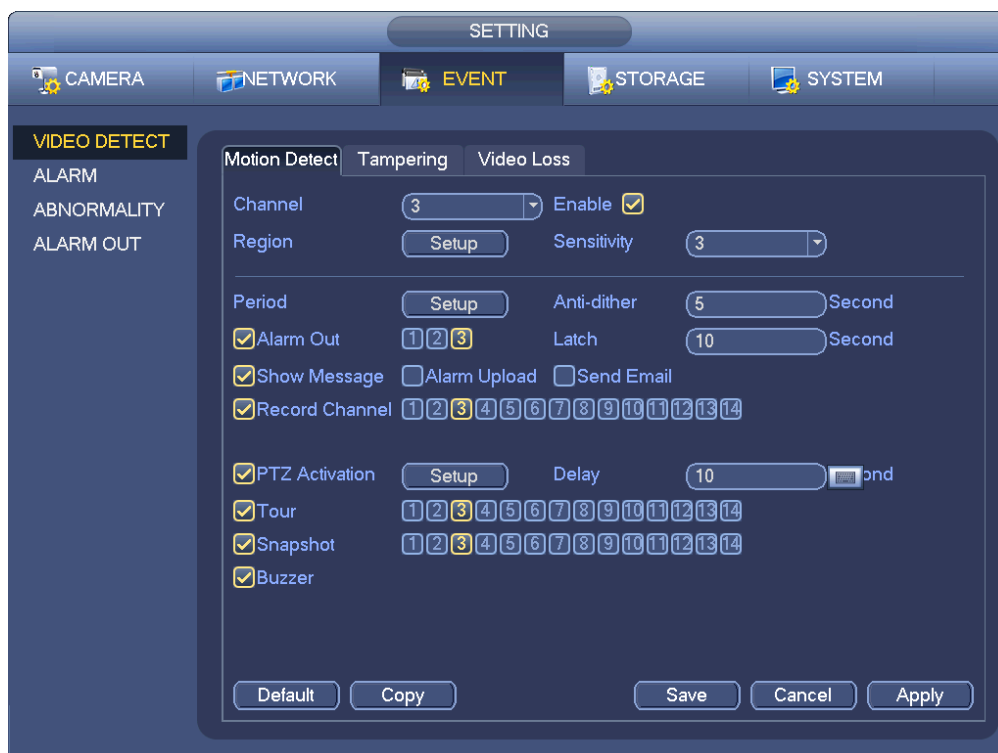 SETTING
CAMERA NETWORK EVENT STORAGE SYSTEM
VIDEO DETECT
ALARM
ABNORMALITY
ALARM OUT
Motion Detect Tampering Video Loss
Channel 3 Enable
Region Setup Sensitivity 3
Period Setup Anti-dither 5 Second
Alarm Out 1 2 3 Latch 10 Second
Show Message Alarm Upload Send Email
Record Channel 1 2 3 4 5 6 7 8 9 10 11 12 13 14
PTZ Activation Setup Delay 10 ond
Tour 1 2 3 4 5 6 7 8 9 10 11 12 13 14
Snapshot 1 2 3 4 5 6 7 8 9 10 11 12 13 14
Buzzer
Default Copy Save Cancel Apply